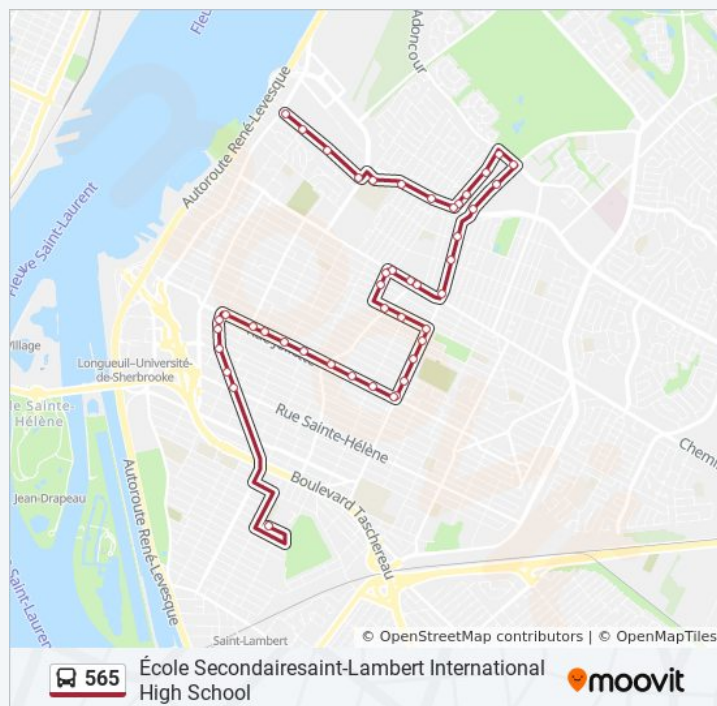 Fleu
Adoncour
Autoroute René-Levesque
Fleuve Saint-Laurent
Village
Longueuil–Université-
de-Sherbrooke
le Sainte-
Hélène
Rue Sainte-Hélène
Chemin
Jean-Drapeau
Autoroute René-Levesque
Boulevard Taschereau
Saint-Laurent
Saint-Lambert
© OpenStreetMap contributors | © OpenMapTiles
565
École Secondairesaint-Lambert International
High School
moovit